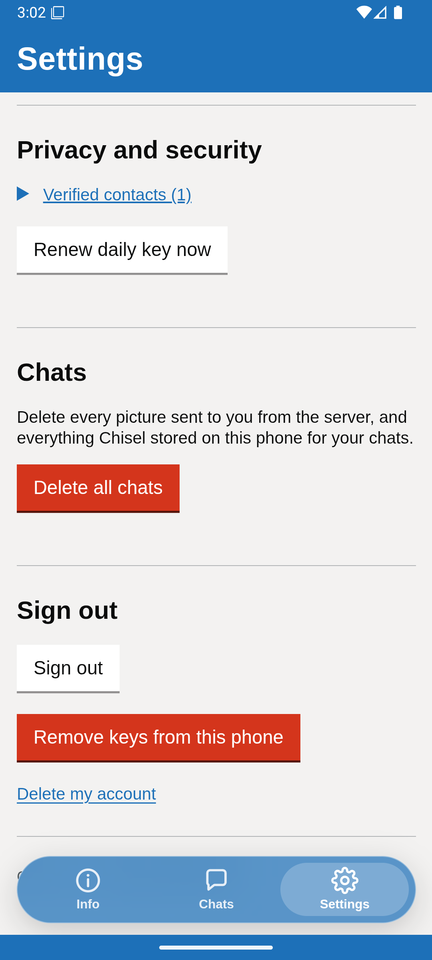 3:02
Settings
Privacy and security
Verified contacts (1)
Renew daily key now
Chats
Delete every picture sent to you from the server, and
everything Chisel stored on this phone for your chats.
Delete all chats
Sign out
Sign out
Remove keys from this phone
Delete my account
Info
Chats
Settings